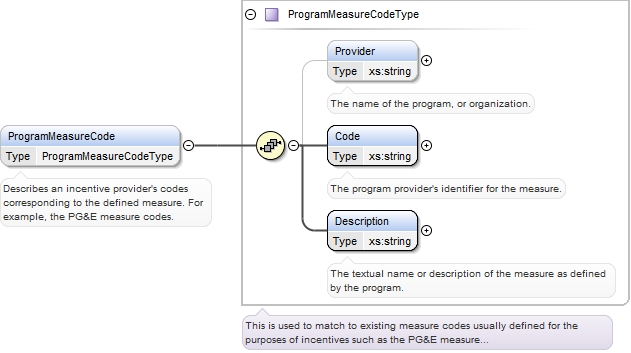 ProgramMeasureCodeType
Provider
Type xs:string
The name of the program, or organization.
ProgramMeasureCode
Type ProgramMeasureCodeType
Describes an incentive provider's codes
corresponding to the defined measure. For
example, the PG&E measure codes.
Code
Type xs:string
The program provider's identifier for the measure.
Description
Type xs:string
The textual name or description of the measure as defined
by the program.
This is used to match to existing measure codes usually defined for the
purposes of incentives such as the PG&E measure...